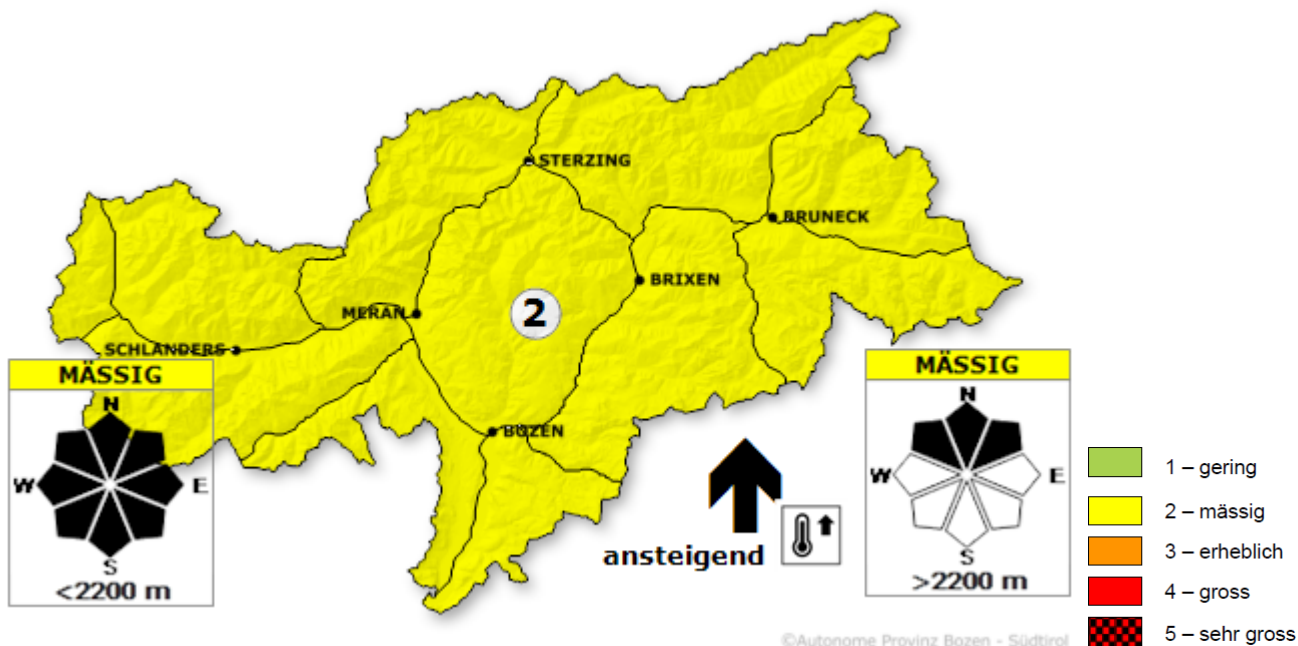 STERZING
BRUNECK
BRIXEN
2
MERAN
SCHLANDERS
BOZEN
MÄSSIG
N
W
E
S
<2200 m
ansteigend
MÄSSIG
N
W
E
S
>2200 m
1 – gering
2 – mässig
3 – erheblich
4 – gross
5 – sehr gross
©Autonome Provinz Bozen - Südtirol